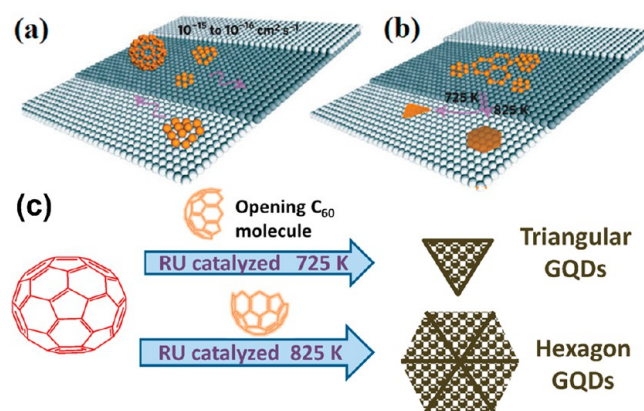 (a)
10⁻¹⁵ to 10⁻¹⁶ cm² s⁻¹
(b)
725 K
825 K
(c)
Opening C₆₀
molecule
RU catalyzed 725 K
Triangular
GQDs
RU catalyzed 825 K
Hexagon
GQDs